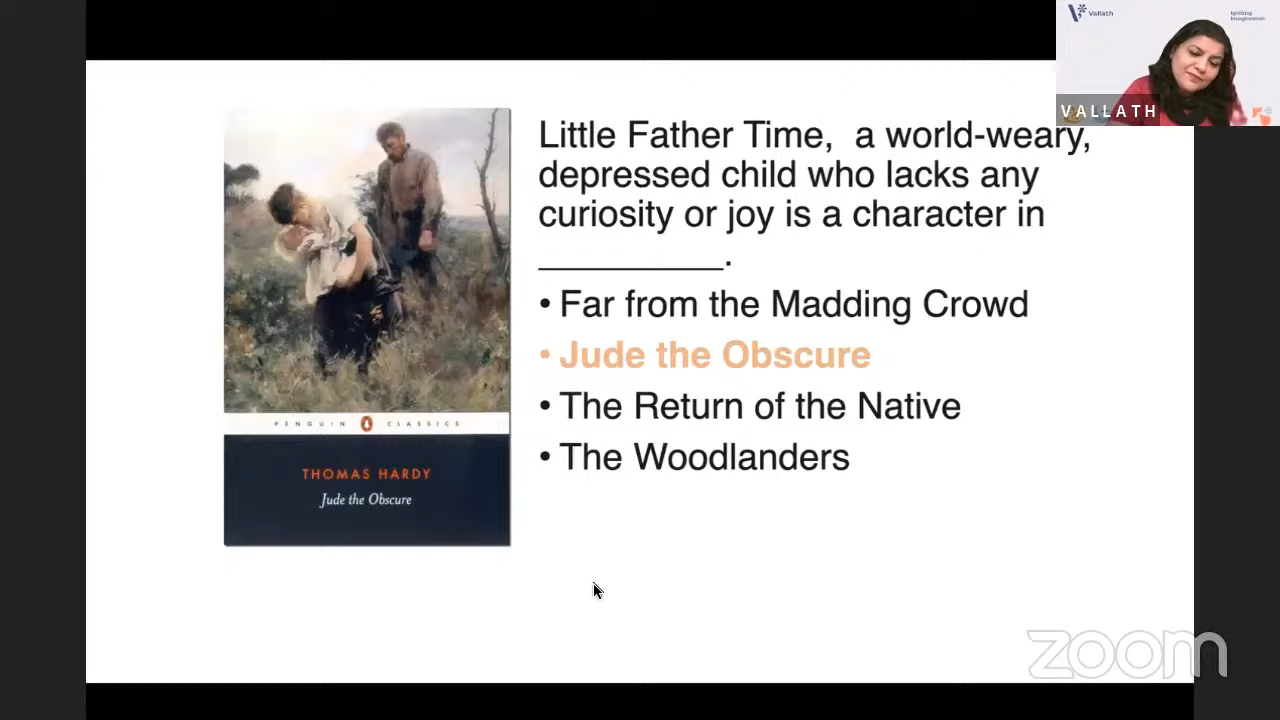 Vallath
Igniting
Imagination
VALLATH
Little Father Time, a world-weary,
depressed child who lacks any
curiosity or joy is a character in
__________.
• Far from the Madding Crowd
• Jude the Obscure
• The Return of the Native
• The Woodlanders
PENGUIN CLASSICS
THOMAS HARDY
Jude the Obscure
zoom